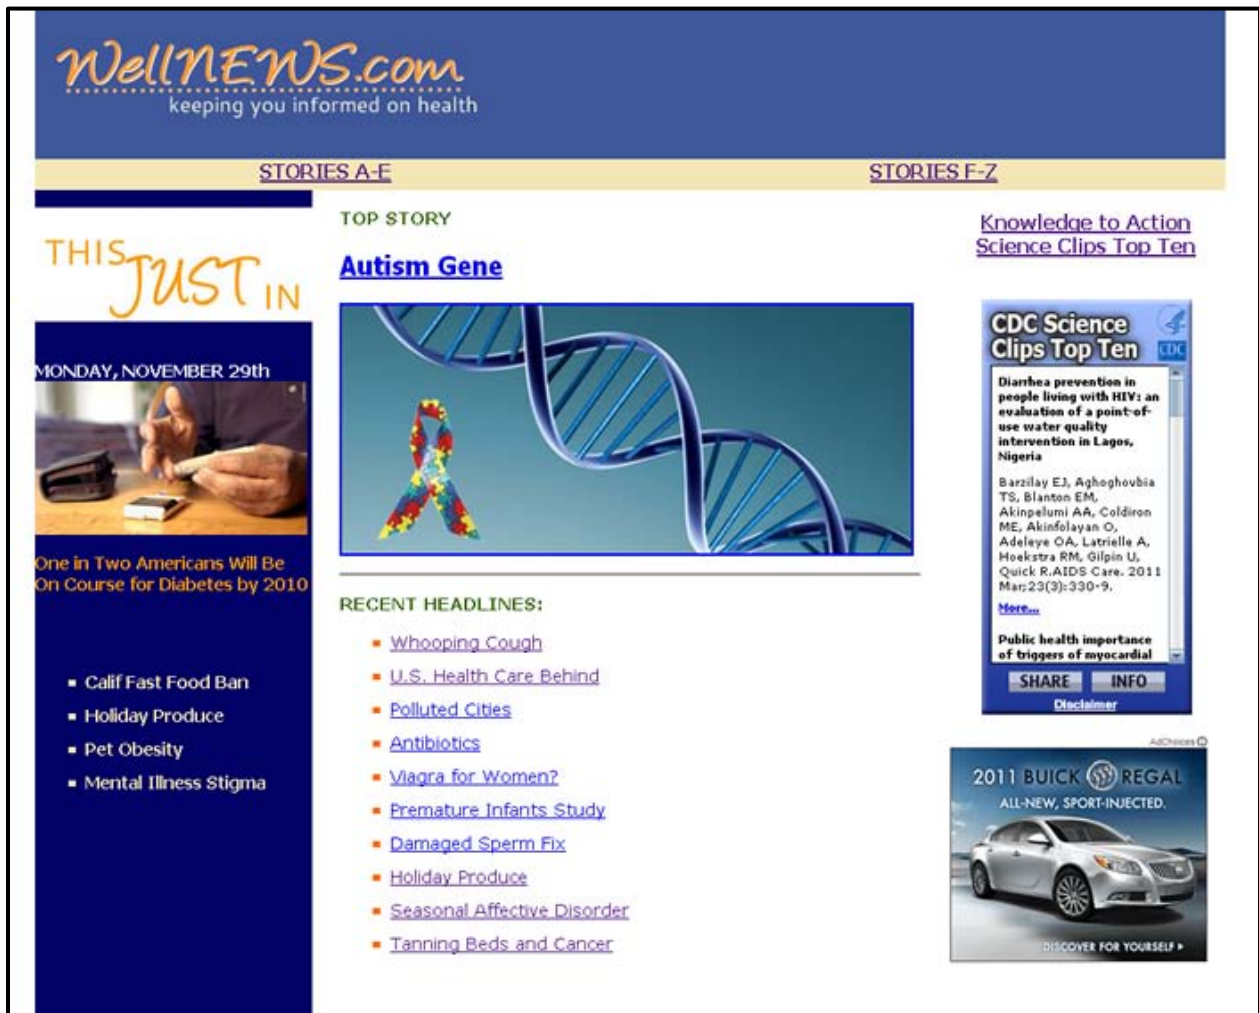 WellNEWS.com
keeping you informed on health
STORIES A-E
STORIES F-Z
THIS JUST IN
MONDAY, NOVEMBER 29th
One in Two Americans Will Be
On Course for Diabetes by 2010
Calif Fast Food Ban
Holiday Produce
Pet Obesity
Mental Illness Stigma
TOP STORY
Autism Gene
RECENT HEADLINES:
Whooping Cough
U.S. Health Care Behind
Polluted Cities
Antibiotics
Viagra for Women?
Premature Infants Study
Damaged Sperm Fix
Holiday Produce
Seasonal Affective Disorder
Tanning Beds and Cancer
Knowledge to Action
Science Clips Top Ten
CDC Science
Clips Top Ten
CDC
Diarrhea prevention in
people living with HIV: an
evaluation of a point-of-
use water quality
intervention in Lagos,
Nigeria
Barzilay EJ, Aghoghovbia
TS, Blanton EM,
Akinpelumi AA, Coldiron
ME, Akinfolayan O,
Adeleye OA, Latrielle A,
Hoekstra RM, Gilpin U,
Quick R.AIDS Care. 2011
Mar;23(3):330-9.
More...
Public health importance
of triggers of myocardial
SHARE
INFO
Disclaimer
AdChoices
2011 BUICK REGAL
ALL-NEW, SPORT-INJECTED.
DISCOVER FOR YOURSELF